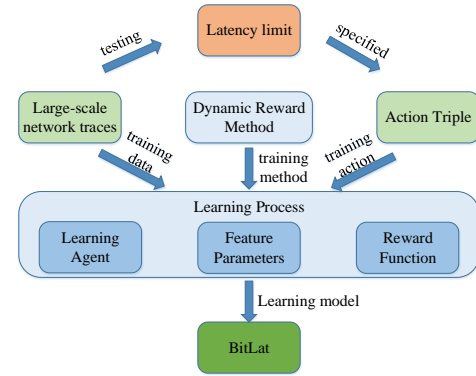 Latency limit
testing
specified
Large-scale
network traces
Dynamic Reward
Method
Action Triple
training
data
training
method
training
action
Learning Process
Learning
Agent
Feature
Parameters
Reward
Function
Learning model
BitLat